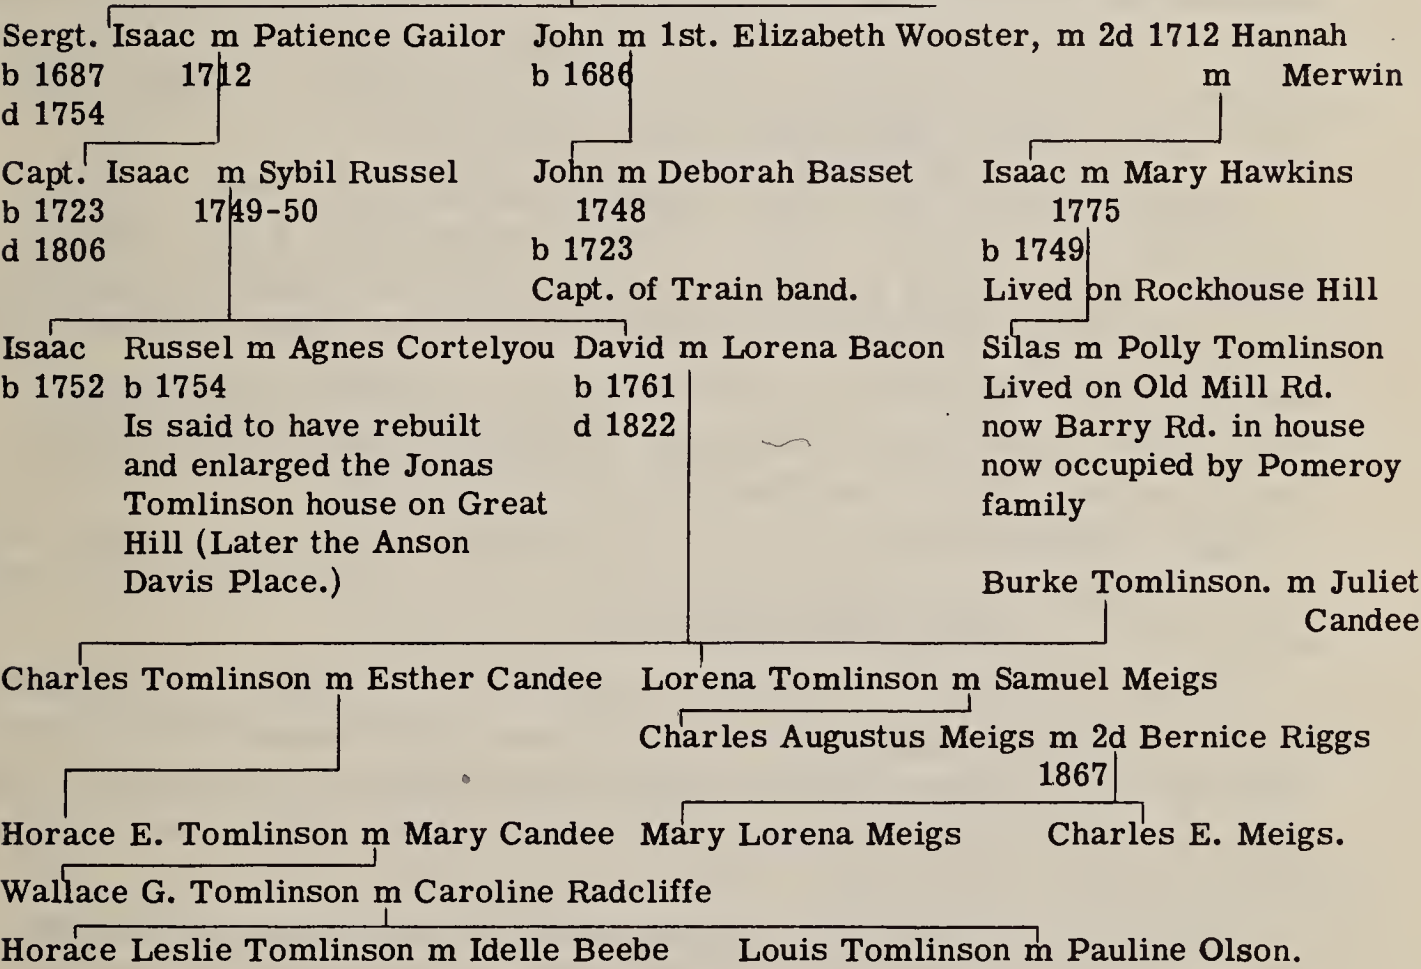 Sergt. Isaac m Patience Gailor John m 1st. Elizabeth Wooster, m 2d 1712 Hannah
b 1687 1712 b 1686 m Merwin
d 1754
Capt. Isaac m Sybil Russel John m Deborah Basset Isaac m Mary Hawkins
b 1723 1749-50 1748 1775
d 1806 b 1723 b 1749
Capt. of Train band. Lived on Rockhouse Hill
Isaac Russel m Agnes Cortelyou David m Lorena Bacon Silas m Polly Tomlinson
b 1752 b 1754 b 1761 Lived on Old Mill Rd.
Is said to have rebuilt d 1822 now Barry Rd. in house
and enlarged the Jonas now occupied by Pomeroy
Tomlinson house on Great family
Hill (Later the Anson
Davis Place.) Burke Tomlinson. m Juliet
Candee
Charles Tomlinson m Esther Candee Lorena Tomlinson m Samuel Meigs
Charles Augustus Meigs m 2d Bernice Riggs
1867
Horace E. Tomlinson m Mary Candee Mary Lorena Meigs Charles E. Meigs.
Wallace G. Tomlinson m Caroline Radcliffe
Horace Leslie Tomlinson m Idelle Beebe Louis Tomlinson m Pauline Olson.